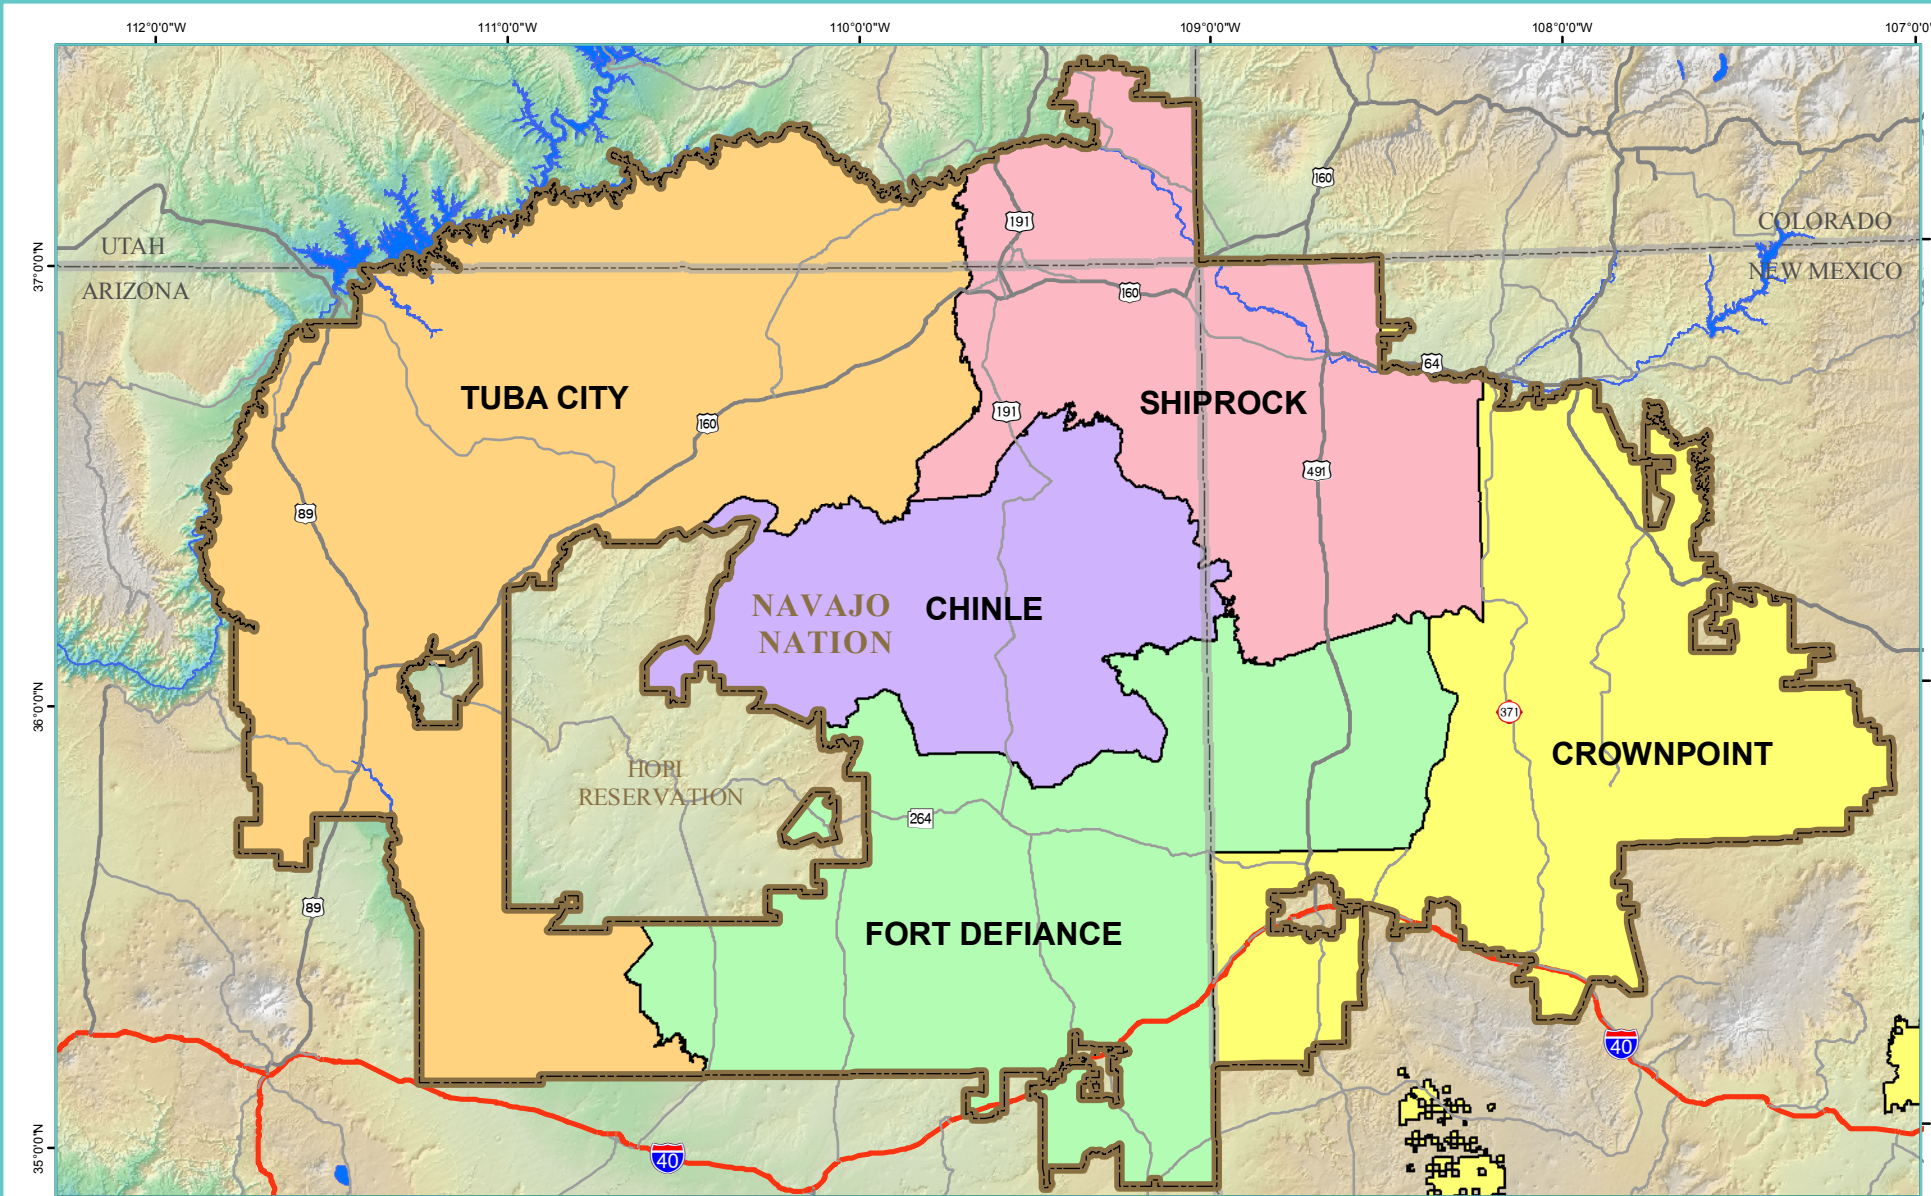 112°0'0"W
111°0'0"W
110°0'0"W
109°0'0"W
108°0'0"W
107°0'0"W
160
COLORADO
191
UTAH
37°0'0"N
NEW MEXICO
ARIZONA
160
64
TUBA CITY
SHIPROCK
191
160
491
89
NAVAJO
NATION
CHINLE
36°0'0"N
371
CROWNPOINT
HOPI
RESERVATION
264
89
FORT DEFIANCE
40
35°0'0"N
40